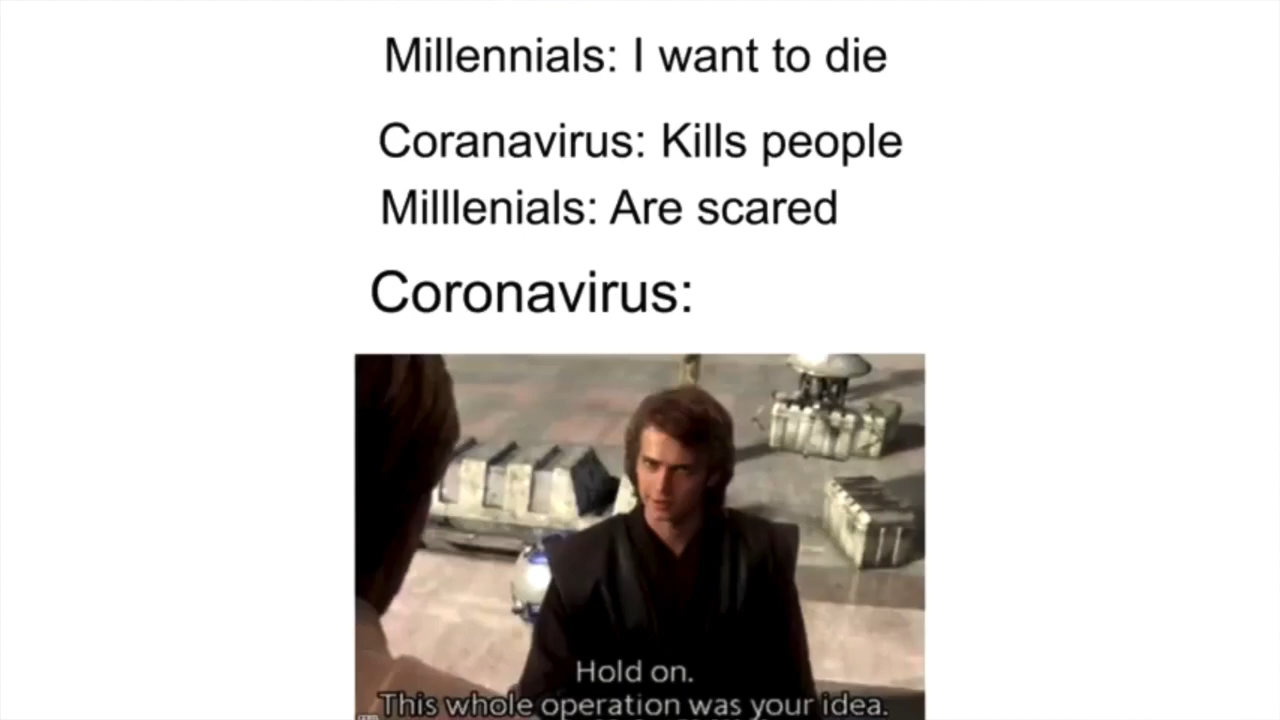 Millennials: I want to die
Coranavirus: Kills people
Milllenials: Are scared
Coronavirus:
Hold on.
This whole operation was your idea.